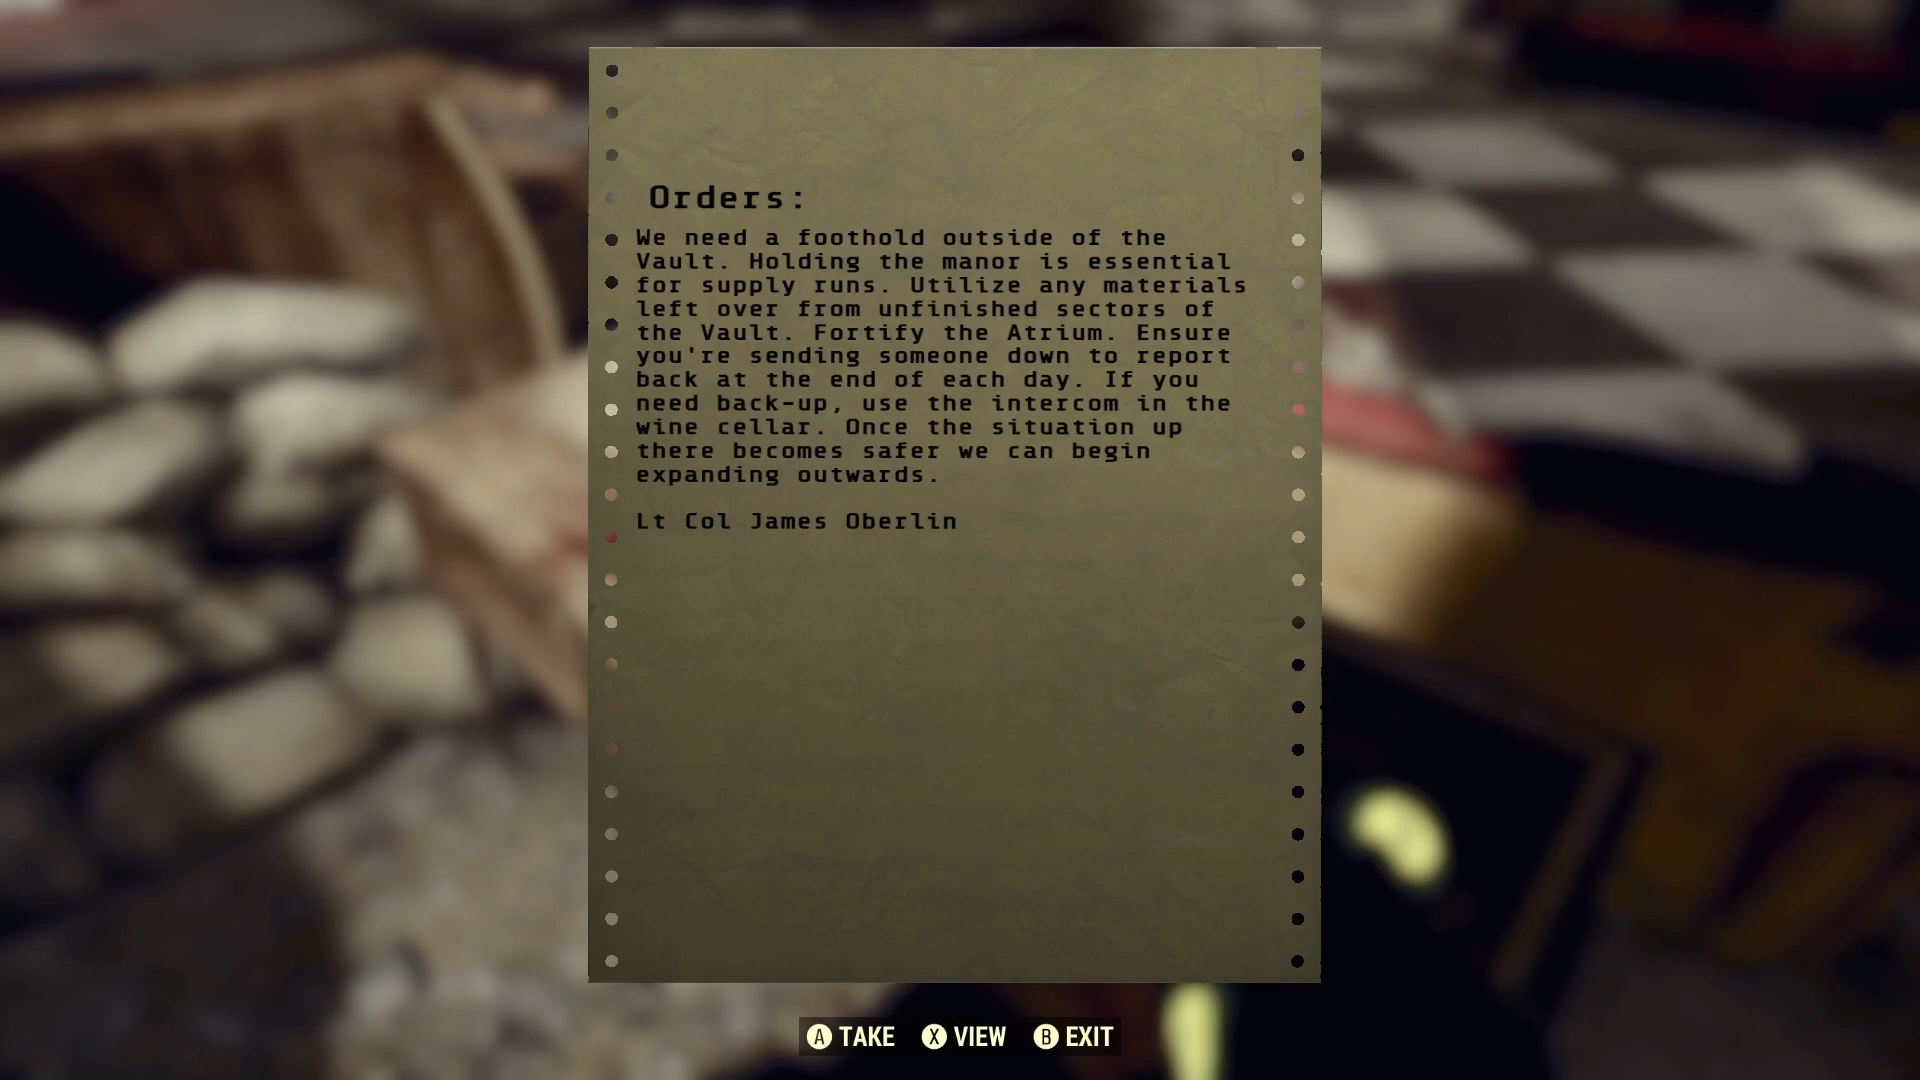 Orders:
We need a foothold outside of the
Vault. Holding the manor is essential
for supply runs. Utilize any materials
left over from unfinished sectors of
the Vault. Fortify the Atrium. Ensure
you're sending someone down to report
back at the end of each day. If you
need back-up, use the intercom in the
wine cellar. Once the situation up
there becomes safer we can begin
expanding outwards.
Lt Col James Oberlin
A TAKE X VIEW B EXIT